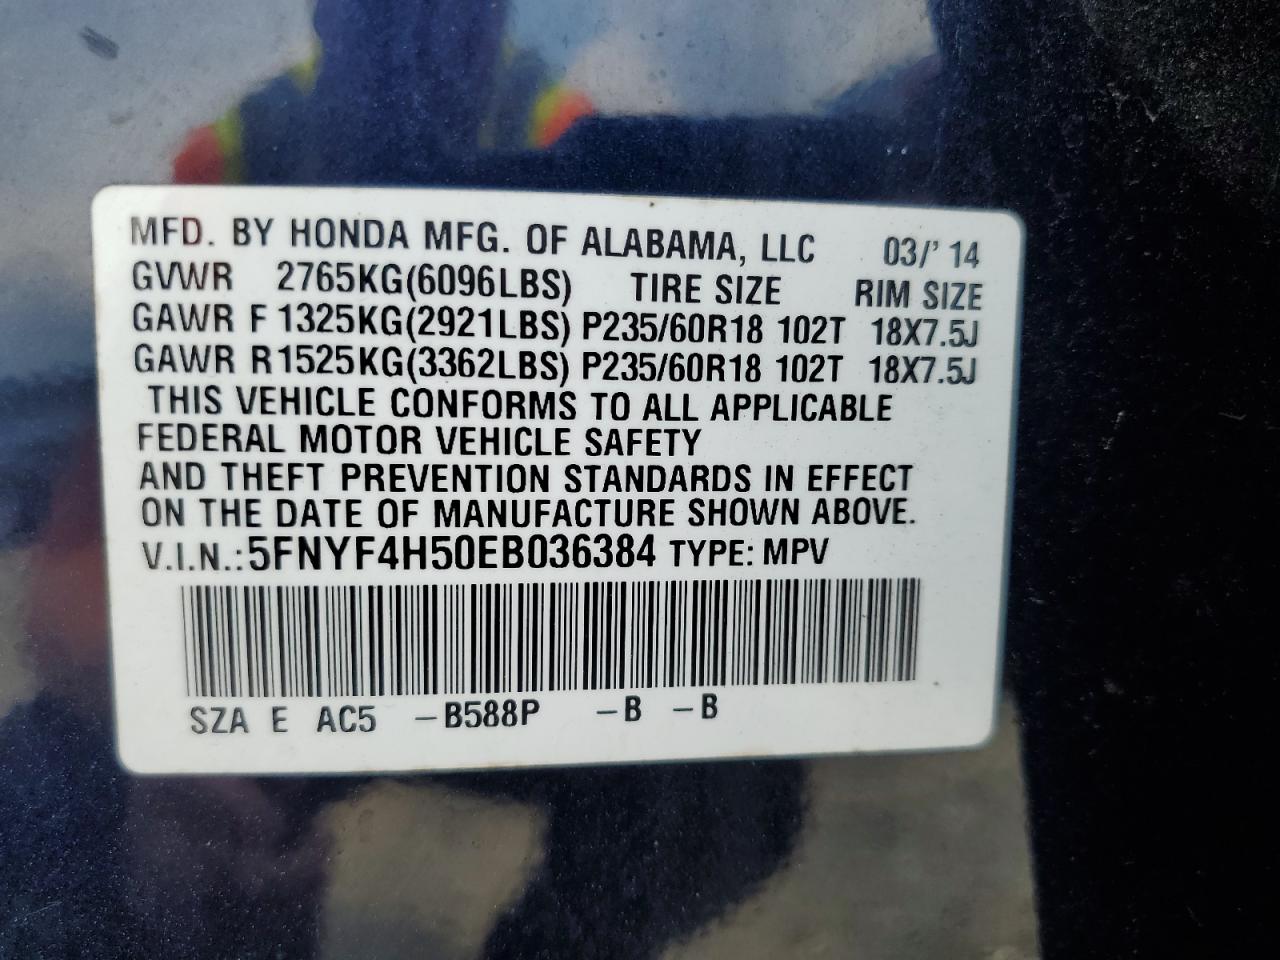 MFD. BY HONDA MFG. OF ALABAMA, LLC 03/' 14
GVWR 2765KG(6096LBS) TIRE SIZE RIM SIZE
GAWR F 1325KG(2921LBS) P235/60R18 102T 18X7.5J
GAWR R 1525KG(3362LBS) P235/60R18 102T 18X7.5J
THIS VEHICLE CONFORMS TO ALL APPLICABLE
FEDERAL MOTOR VEHICLE SAFETY
AND THEFT PREVENTION STANDARDS IN EFFECT
ON THE DATE OF MANUFACTURE SHOWN ABOVE.
V.I.N.: 5FNYF4H50EB036384 TYPE: MPV
SZA E AC5 -B588P -B -B